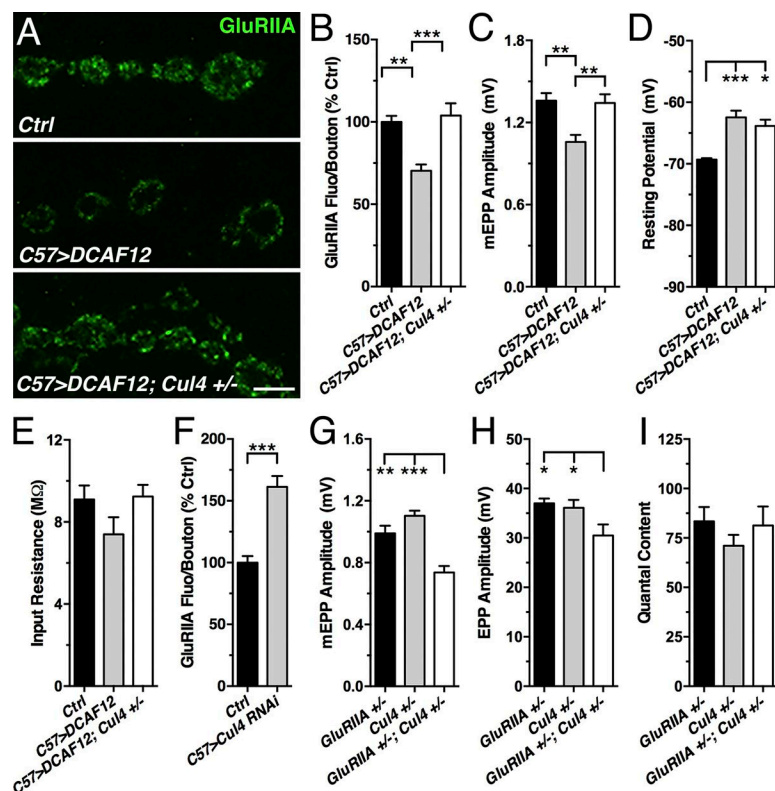 A
GluRIIA
Ctrl
C57>DCAF12
C57>DCAF12; Cul4 +/-
B
GluRIIA Fluo/Bouton (% Ctrl)
150
100
50
0
**
***
Ctrl
C57>DCAF12
C57>DCAF12; Cul4 +/-
C
mEPP Amplitude (mV)
1.8
1.2
0.6
0.0
**
**
Ctrl
C57>DCAF12
C57>DCAF12; Cul4 +/-
D
Resting Potential (mV)
-50
-60
-70
-80
-90
***
*
Ctrl
C57>DCAF12
C57>DCAF12; Cul4 +/-
E
Input Resistance (MΩ)
12
9
6
3
0
Ctrl
C57>DCAF12
C57>DCAF12; Cul4 +/-
F
GluRIIA Fluo/Bouton (% Ctrl)
200
150
100
50
0
***
Ctrl
C57>Cul4 RNAi
G
mEPP Amplitude (mV)
1.6
1.2
0.8
0.4
0.0
**
***
GluRIIA +/-
Cul4 +/-
GluRIIA +/-; Cul4 +/-
H
EPP Amplitude (mV)
50
40
30
20
10
0
*
*
GluRIIA +/-
Cul4 +/-
GluRIIA +/-; Cul4 +/-
I
Quantal Content
125
100
75
50
25
0
GluRIIA +/-
Cul4 +/-
GluRIIA +/-; Cul4 +/-